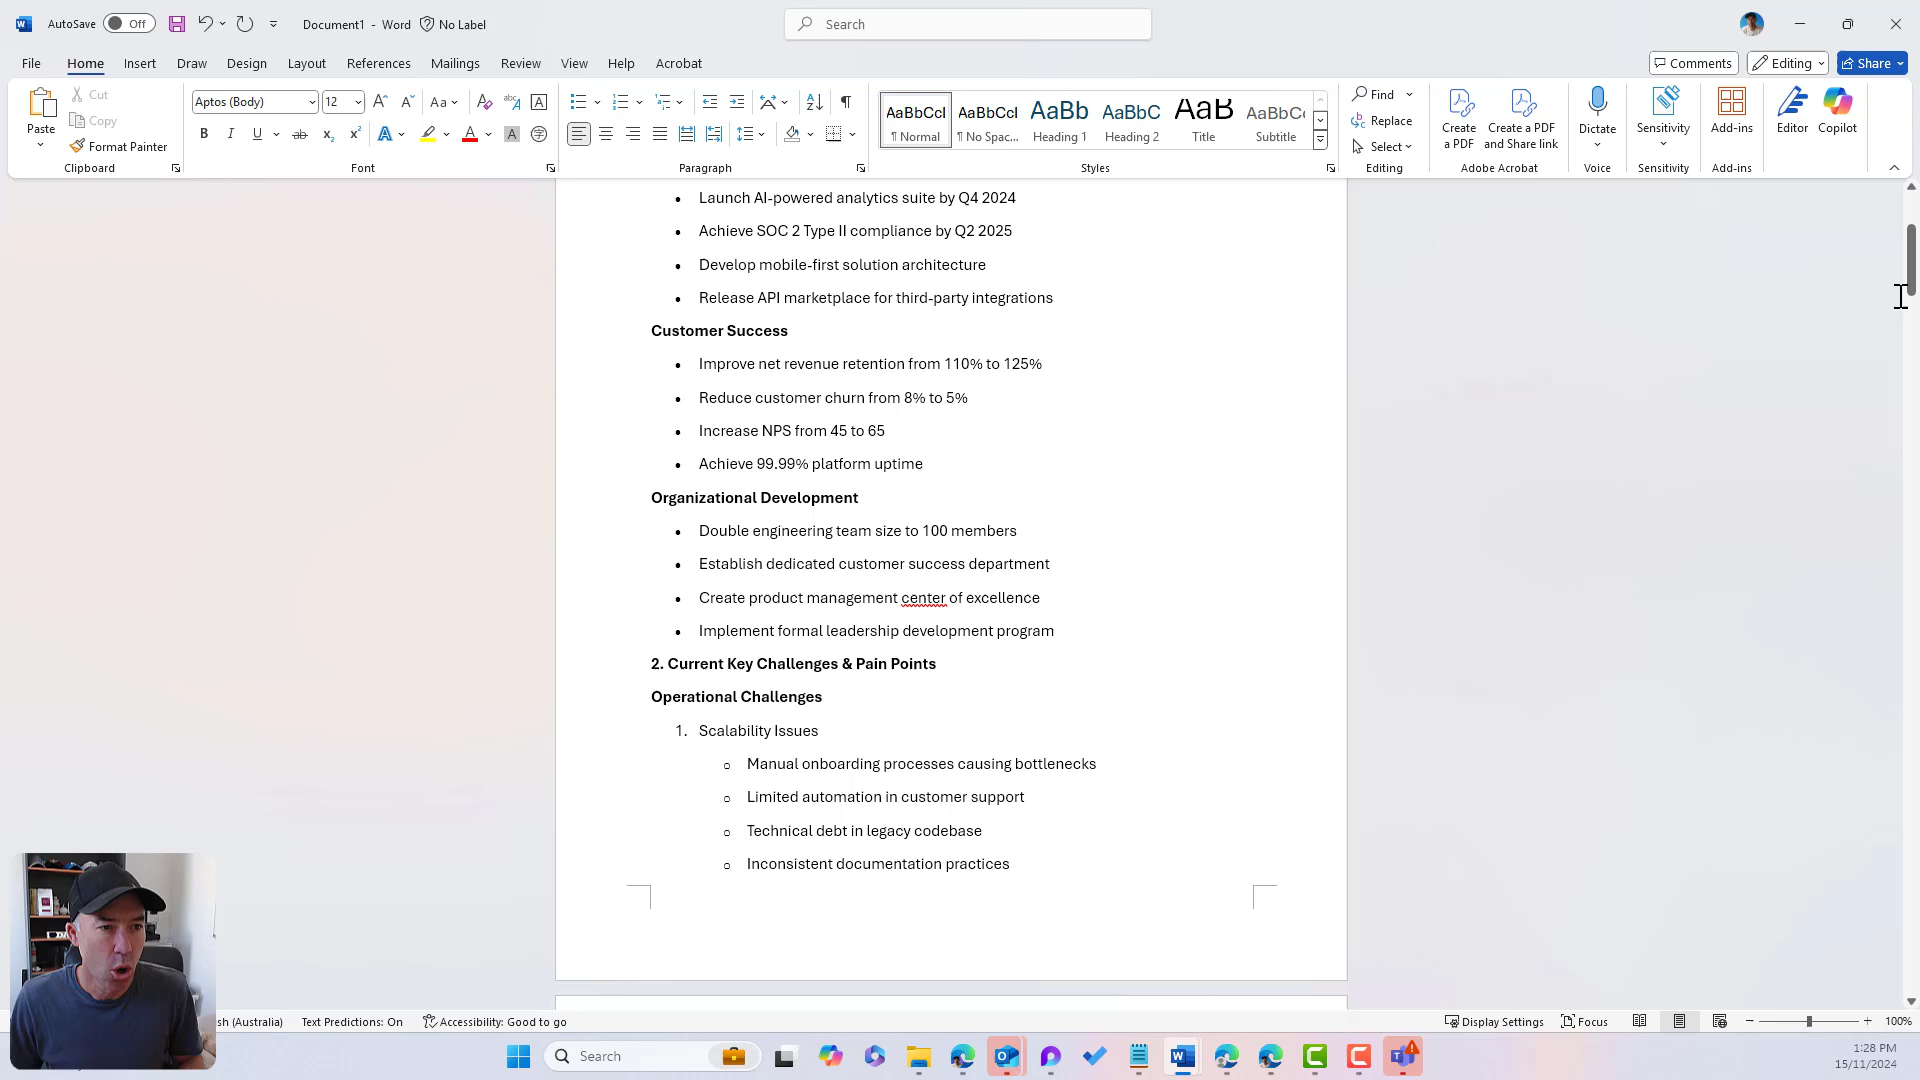 AutoSave Off Document1 - Word No Label Search
File Home Insert Draw Design Layout References Mailings Review View Help Acrobat Comments Editing Share
Paste Cut Copy Format Painter
Clipboard
Aptos (Body) 12 Aa
B I U ab x₂ x² A A A
Font
Paragraph
AaBbCcI AaBbCcI AaBb AaBbC AaB AaBbCc
¶ Normal ¶ No Spac... Heading 1 Heading 2 Title Subtitle
Styles
Find
Replace
Select
Editing
Create a PDF
Create a PDF and Share link
Adobe Acrobat
Dictate
Voice
Sensitivity
Sensitivity
Add-ins
Add-ins
Editor
Copilot
• Launch AI-powered analytics suite by Q4 2024
• Achieve SOC 2 Type II compliance by Q2 2025
• Develop mobile-first solution architecture
• Release API marketplace for third-party integrations
Customer Success
• Improve net revenue retention from 110% to 125%
• Reduce customer churn from 8% to 5%
• Increase NPS from 45 to 65
• Achieve 99.99% platform uptime
Organizational Development
• Double engineering team size to 100 members
• Establish dedicated customer success department
• Create product management center of excellence
• Implement formal leadership development program
2. Current Key Challenges & Pain Points
Operational Challenges
1. Scalability Issues
o Manual onboarding processes causing bottlenecks
o Limited automation in customer support
o Technical debt in legacy codebase
o Inconsistent documentation practices
sh (Australia) Text Predictions: On Accessibility: Good to go Display Settings Focus 100%
Search
1:28 PM
15/11/2024